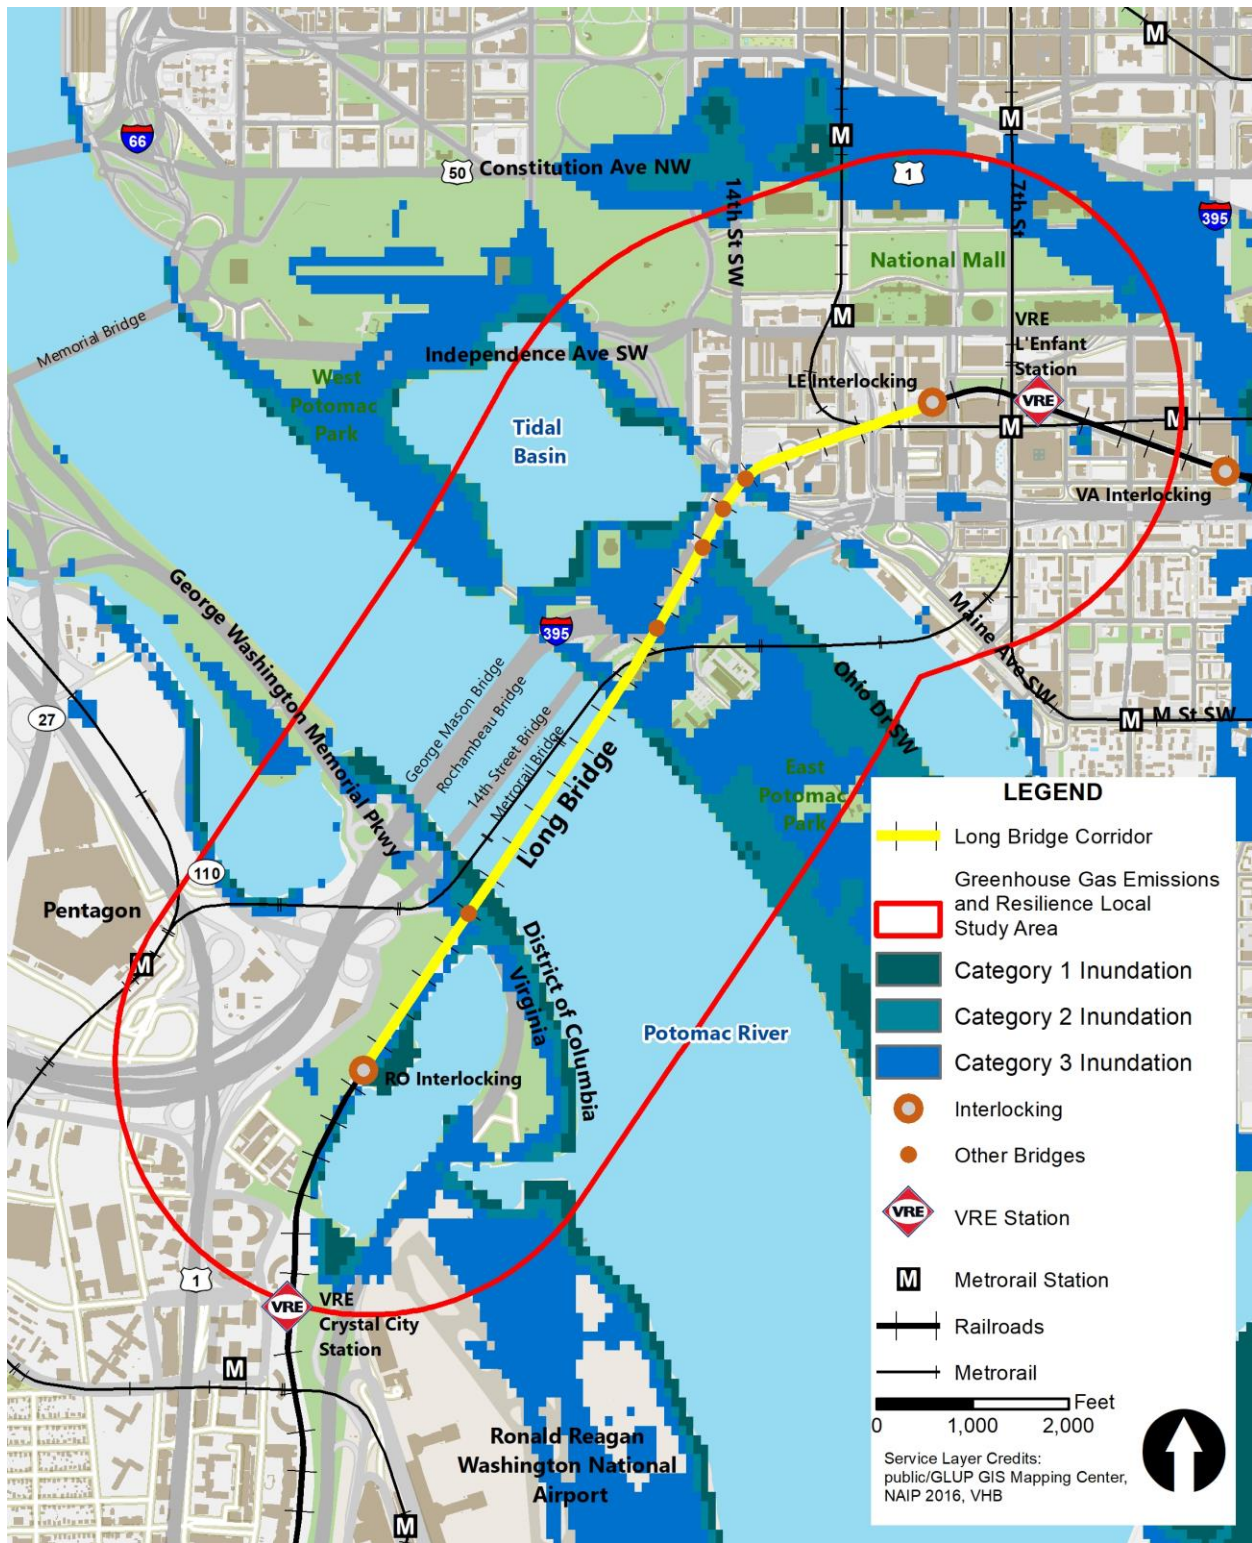 M
66
M
M
50
Constitution Ave NW
1
14th St SW
7th St
395
National Mall
Memorial Bridge
M
VRE
L'Enfant
Station
Independence Ave SW
West
Potomac
Park
LE Interlocking
VRE
Tidal
Basin
M
M
VA Interlocking
George Washington Memorial Pkwy
395
Maine Ave SW
Ohio Dr SW
27
M
M St SW
George Mason Bridge
Rochambeau Bridge
14th Street Bridge
Metrorail Bridge
Long Bridge
East
Potomac
Park
110
Pentagon
M
District of Columbia
Virginia
Potomac River
RO Interlocking
1
VRE
VRE
Crystal City
Station
M
Ronald Reagan
Washington National
Airport
M
LEGEND
Long Bridge Corridor
Greenhouse Gas Emissions
and Resilience Local
Study Area
Category 1 Inundation
Category 2 Inundation
Category 3 Inundation
Interlocking
Other Bridges
VRE
VRE Station
M
Metrorail Station
Railroads
Metrorail
Feet
0 1,000 2,000
Service Layer Credits:
public/GLUP GIS Mapping Center,
NAIP 2016, VHB